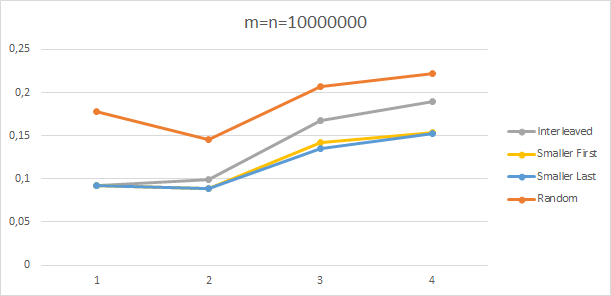 m=n=10000000
0,25
0,2
0,15
0,1
0,05
0
1 2 3 4
Interleaved
Smaller First
Smaller Last
Random